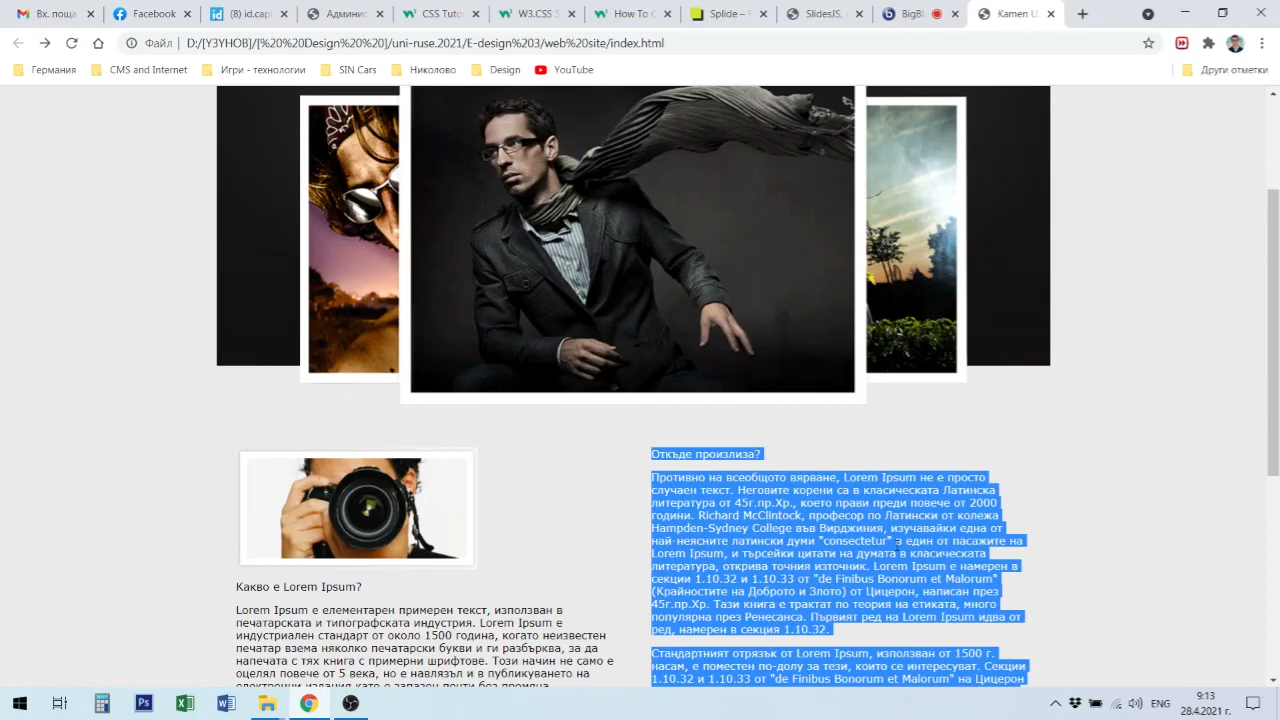 Вх. поща
Facebook
(8) id.cape
Админис
CSS Tuto
W3.CSS S
How To C
Splide – F
SlidesJS, c
BigBl
Kamen U
Файл
D:/[УЗУНОВ]/[%20%20Design%20%20]/uni-ruse.2021/E-design%203/web%20site/index.html
Германия
CMS and Internet
Игри - технологии
SIN Cars
Николово
Design
YouTube
Други отметки
Какво е Lorem Ipsum?
Lorem Ipsum е елементарен примерен текст, използван в
печатарската и типографската индустрия. Lorem Ipsum е
индустриален стандарт от около 1500 година, когато неизвестен
печатар взема няколко печатарски букви и ги разбърква, за да
напечата с тях книга с примерни шрифтове. Този начин не само е
оцелял повече от 5 века, но е навлязъл и в публикуването на
Откъде произлиза?
Противно на всеобщото вярване, Lorem Ipsum не е просто
случаен текст. Неговите корени са в класическата Латинска
литература от 45г.пр.Хр., което прави преди повече от 2000
години. Richard McClintock, професор по Латински от колежа
Hampden-Sydney College във Вирджиния, изучавайки една от
най-неясните латински думи "consectetur" в един от пасажите на
Lorem Ipsum, и търсейки цитати на думата в класическата
литература, открива точния източник. Lorem Ipsum е намерен в
секции 1.10.32 и 1.10.33 от "de Finibus Bonorum et Malorum"
(Крайностите на Доброто и Злото) от Цицерон, написан през
45г.пр.Хр. Тази книга е трактат по теория на етиката, много
популярна през Ренесанса. Първият ред на Lorem Ipsum идва от
ред, намерен в секция 1.10.32.
Стандартният отрязък от Lorem Ipsum, използван от 1500 г.
насам, е поместен по-долу за тези, които се интересуват. Секции
1.10.32 и 1.10.33 от "de Finibus Bonorum et Malorum" на Цицерон
ENG
9:13
28.4.2021 г.